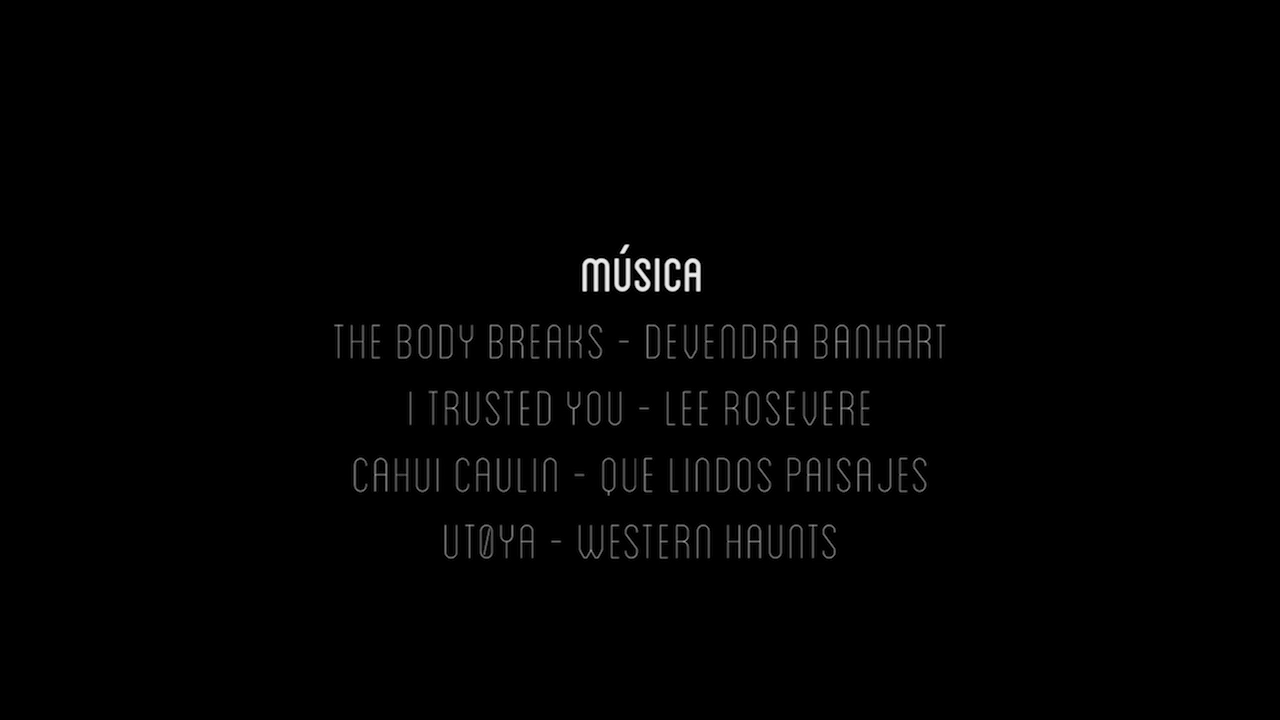 MÚSICA
THE BODY BREAKS - DEVENDRA BANHART
I TRUSTED YOU - LEE ROSEVERE
CAHUI CAULIN - QUE LINDOS PAISAJES
UTØYA - WESTERN HAUNTS